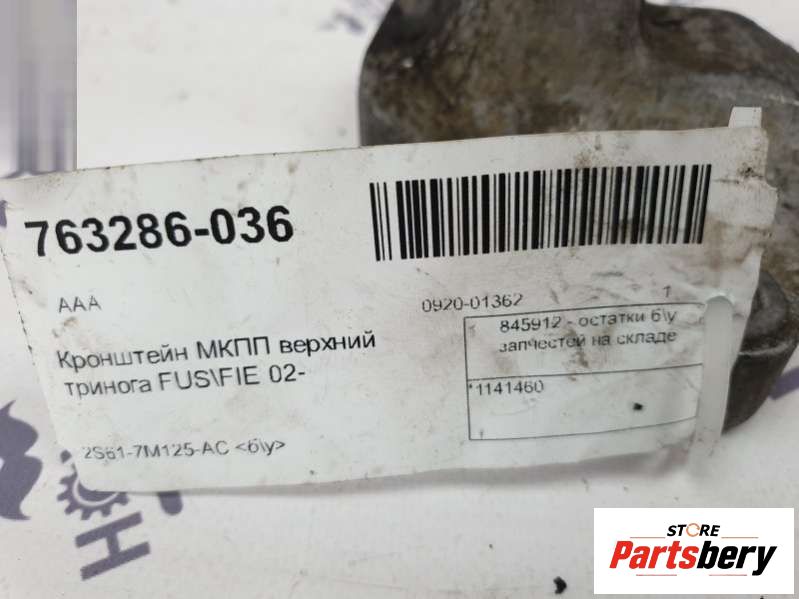 763286-036
AAA
0920-01362
1
Кронштейн МКПП верхний
тринога FUS\FIE 02-
845912 - остатки б\у
запчестей на складе
*1141460
2S61-7M125-AC <б\у>
STORE
Partsbery